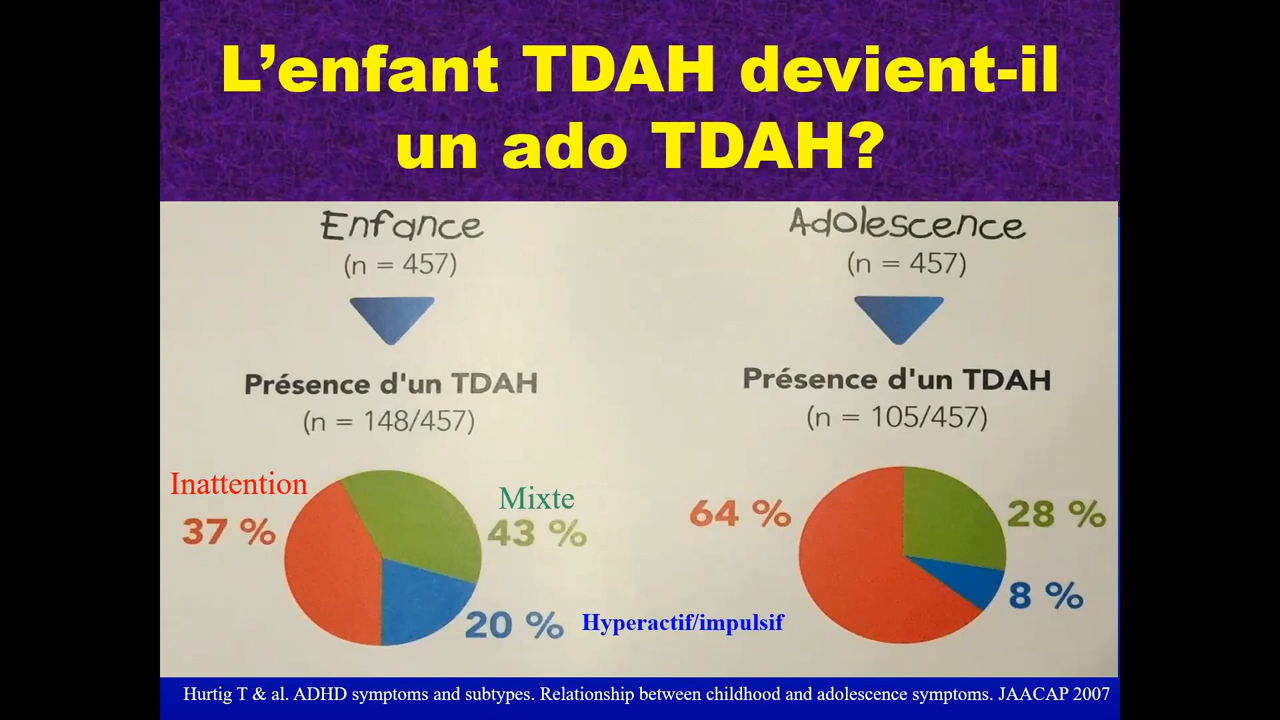 L'enfant TDAH devient-il
un ado TDAH?
Enfance
(n = 457)
Présence d'un TDAH
(n = 148/457)
Inattention
37 %
Mixte
43 %
20 %
Hyperactif/impulsif
Adolescence
(n = 457)
Présence d'un TDAH
(n = 105/457)
64 %
28 %
8 %
Hurtig T & al. ADHD symptoms and subtypes. Relationship between childhood and adolescence symptoms. JAACAP 2007